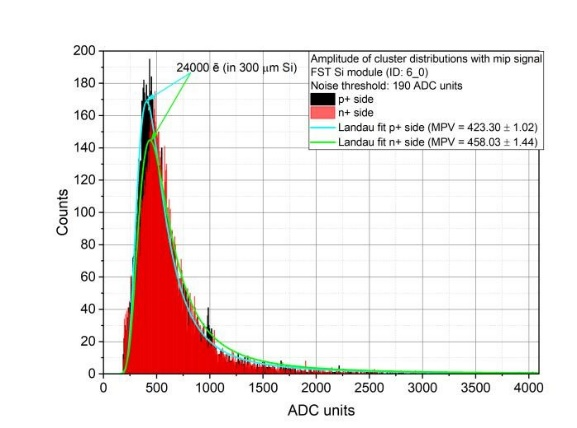 Amplitude of cluster distributions with mip signal
FST Si module (ID: 6_0)
Noise threshold: 190 ADC units
p+ side
n+ side
Landau fit p+ side (MPV = 423.30 ± 1.02)
Landau fit n+ side (MPV = 458.03 ± 1.44)
24000 ē (in 300 μm Si)
Counts
200
180
160
140
120
100
80
60
40
20
0
0 500 1000 1500 2000 2500 3000 3500 4000
ADC units